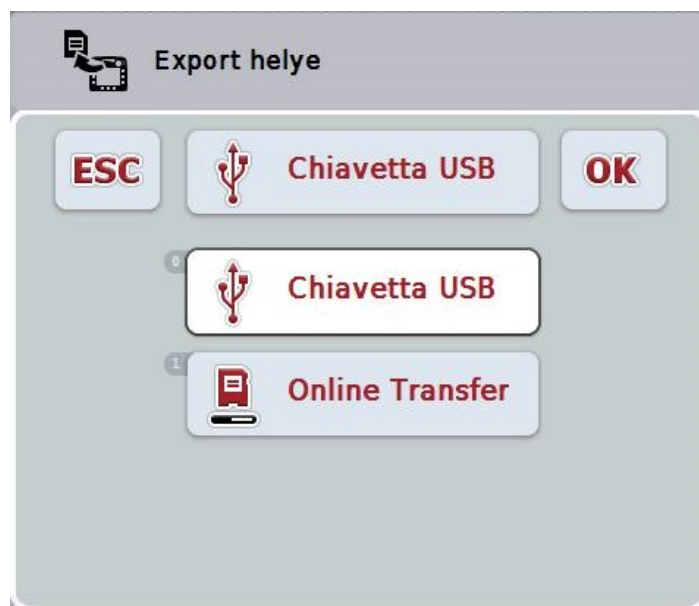 Export helye
ESC
Chiavetta USB
OK
0
Chiavetta USB
1
Online Transfer